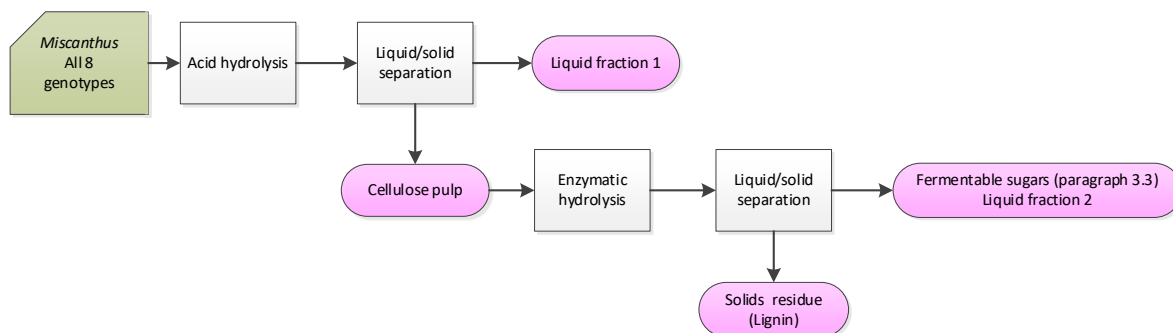 Miscanthus
All 8
genotypes
Acid hydrolysis
Liquid/solid
separation
Liquid fraction 1
Cellulose pulp
Enzymatic
hydrolysis
Liquid/solid
separation
Fermentable sugars (paragraph 3.3)
Liquid fraction 2
Solids residue
(Lignin)